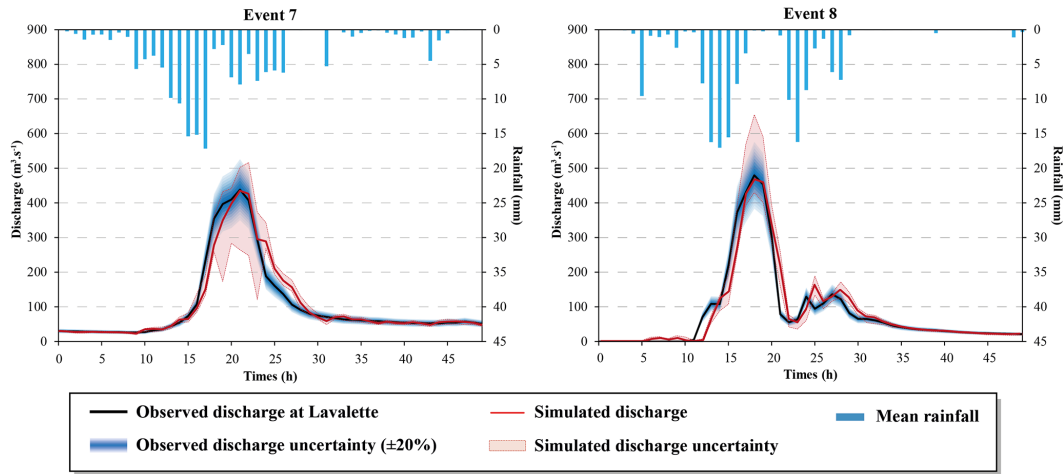 Event 7
Discharge (m³.s⁻¹)
900
800
700
600
500
400
300
200
100
0
0
5
10
15
20
25
30
35
40
45
Rainfall (mm)
0 5 10 15 20 25 30 35 40 45
Times (h)
Event 8
Discharge (m³.s⁻¹)
900
800
700
600
500
400
300
200
100
0
0
5
10
15
20
25
30
35
40
45
Rainfall (mm)
0 5 10 15 20 25 30 35 40 45
Times (h)
Observed discharge at Lavalette
Simulated discharge
Mean rainfall
Observed discharge uncertainty (±20%)
Simulated discharge uncertainty